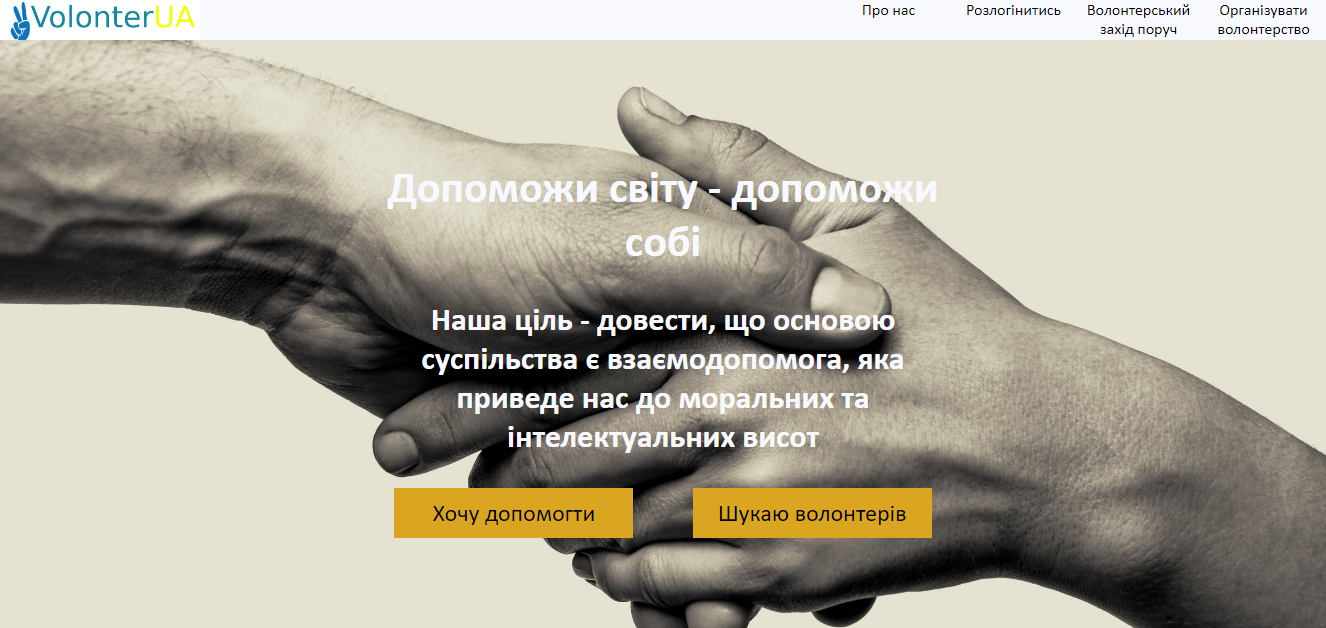 VolonterUA
Про нас
Розлогінитись
Волонтерський
захід поруч
Організувати
волонтерство
Допоможи світу - допоможи
собі
Наша ціль - довести, що основою
суспільства є взаємодопомога, яка
приведе нас до моральних та
інтелектуальних висот
Хочу допомогти
Шукаю волонтерів